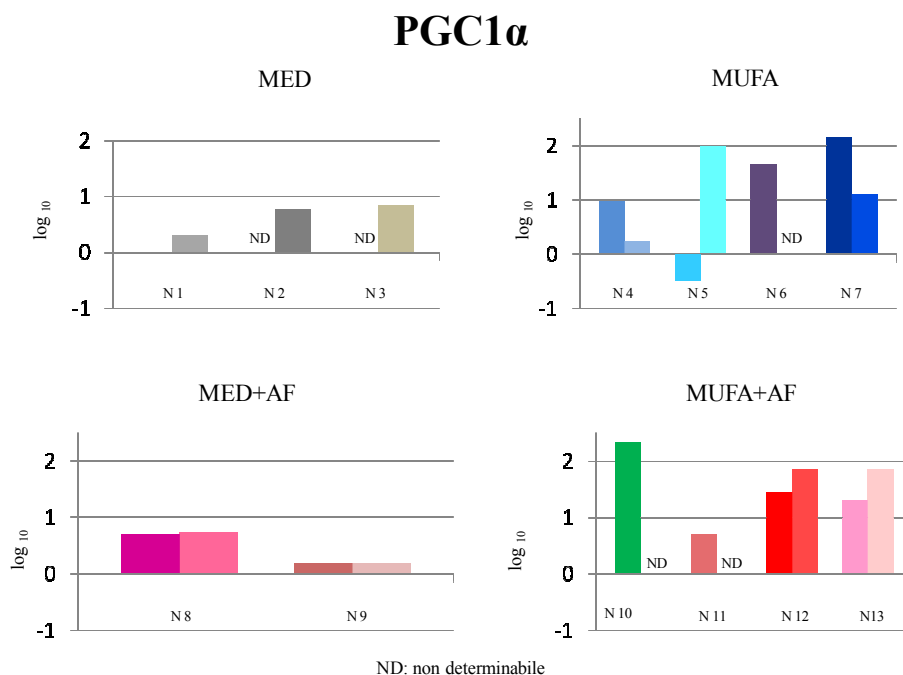 PGC1α
MED
2
1
0
-1
log 10
ND
ND
N 1
N 2
N 3
MUFA
2
1
0
-1
log 10
ND
N 4
N 5
N 6
N 7
MED+AF
2
1
0
-1
log 10
N 8
N 9
MUFA+AF
2
1
0
-1
log 10
ND
ND
N 10
N 11
N 12
N13
ND: non determinabile